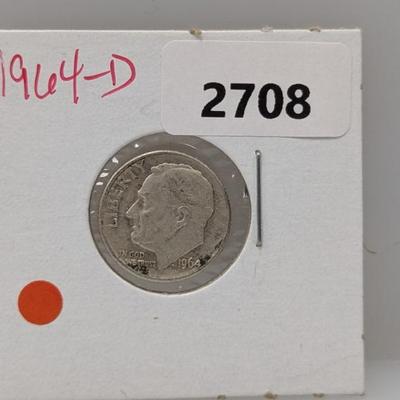 1964-D
2708
LIBERTY
IN GOD
WE TRUST
1964